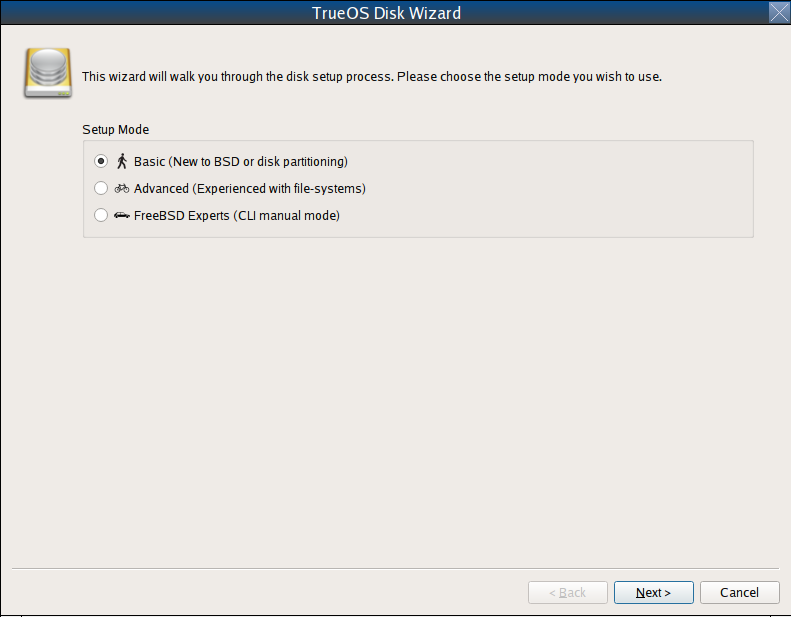 TrueOS Disk Wizard
This wizard will walk you through the disk setup process. Please choose the setup mode you wish to use.
Setup Mode
Basic (New to BSD or disk partitioning)
Advanced (Experienced with file-systems)
FreeBSD Experts (CLI manual mode)
< Back
Next >
Cancel